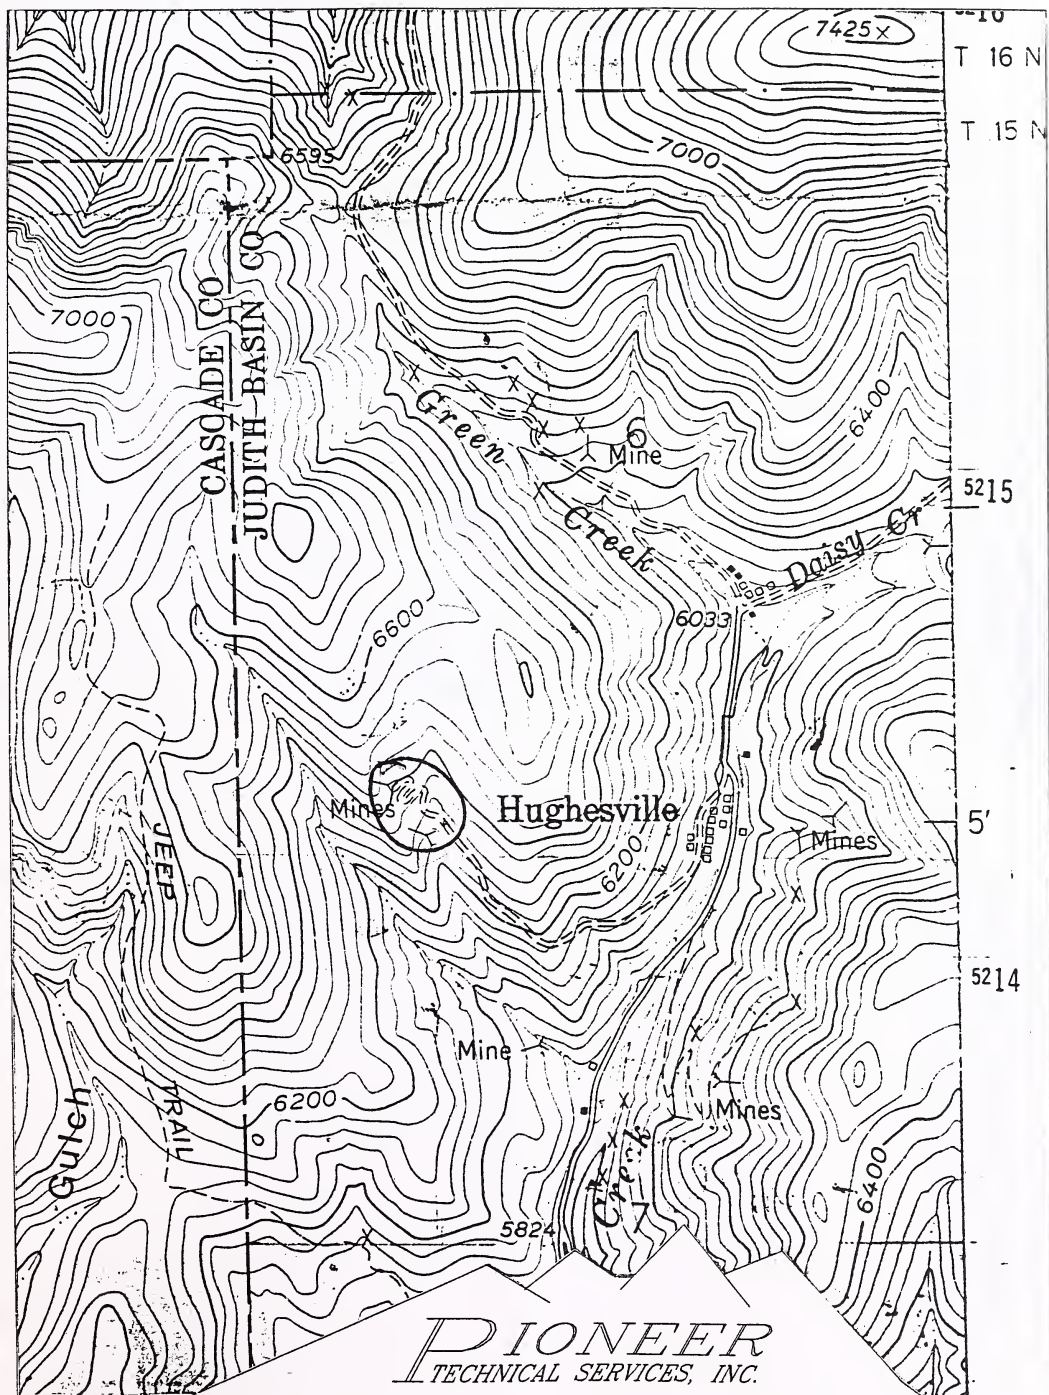 7425
T 16 N
T 15 N
6595
7000
CASCADE CO
JUDITH BASIN CO
7000
6400
Green
6
Mine
5215
Creek
Daisy Cr
6033
6600
Mines
Hughesville
5'
Mines
6200
JEEP
5214
Mine
6200
Mines
TRAIL
Gulch
Creek
7
6400
5824
PIONEER
TECHNICAL SERVICES, INC.